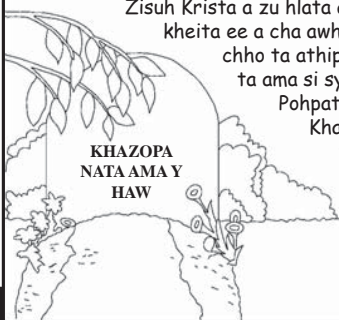 Zisuh Krista a zu hlata
kheita ee a cha awh
chho ta athip
ta ama si sy
Pohpat
Kha
KHAZOPA
NATA AMA Y
HAW